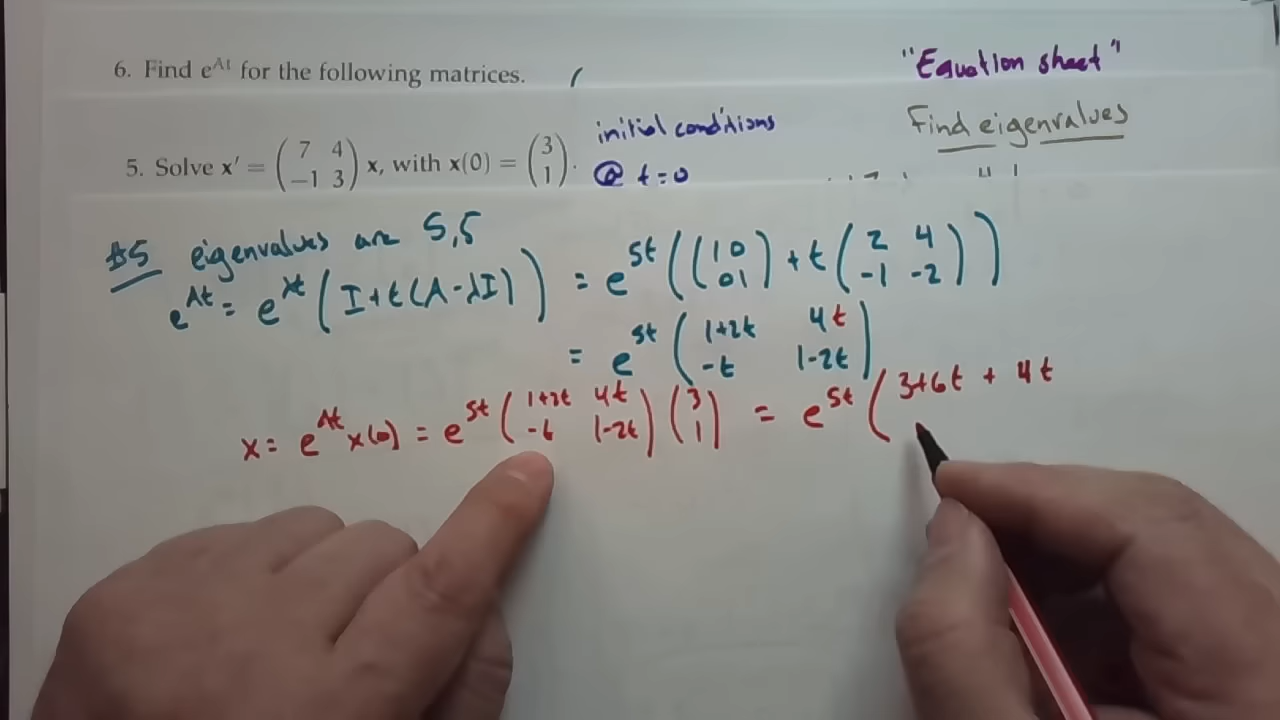 6. Find e^{At} for the following matrices.
"Equation sheet"
Find eigenvalues
initial conditions
@ t=0
5. Solve x' = (7 4; -1 3) x, with x(0) = (3; 1).
#5 eigenvalues are 5,5
e^{At} = e^{λt} (I+t(A-λI)) = e^{5t} ((1 0; 0 1) + t (2 4; -1 -2))
= e^{5t} (1+2t 4t; -t 1-2t)
x = e^{At} x(0) = e^{5t} (1+2t 4t; -t 1-2t) (3; 1) = e^{5t} (3+6t + 4t